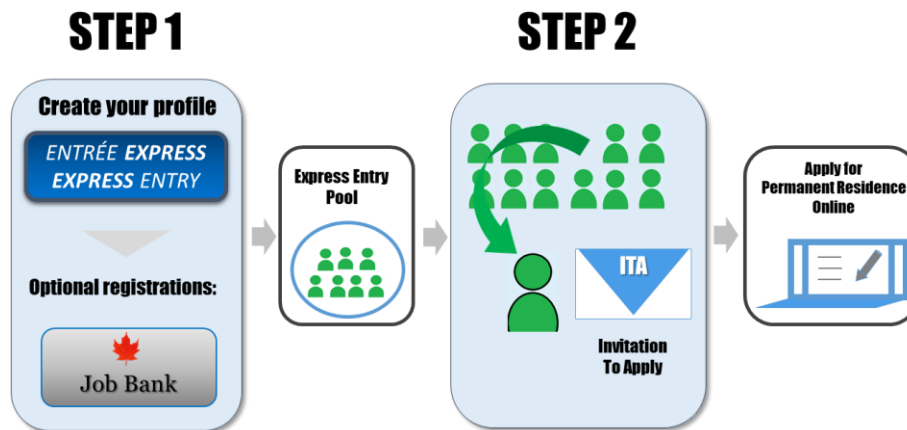 STEP 1
Create your profile
ENTRÉE EXPRESS
EXPRESS ENTRY
Optional registrations:
Job Bank
Express Entry
Pool
STEP 2
ITA
Invitation
To Apply
Apply for
Permanent Residence
Online